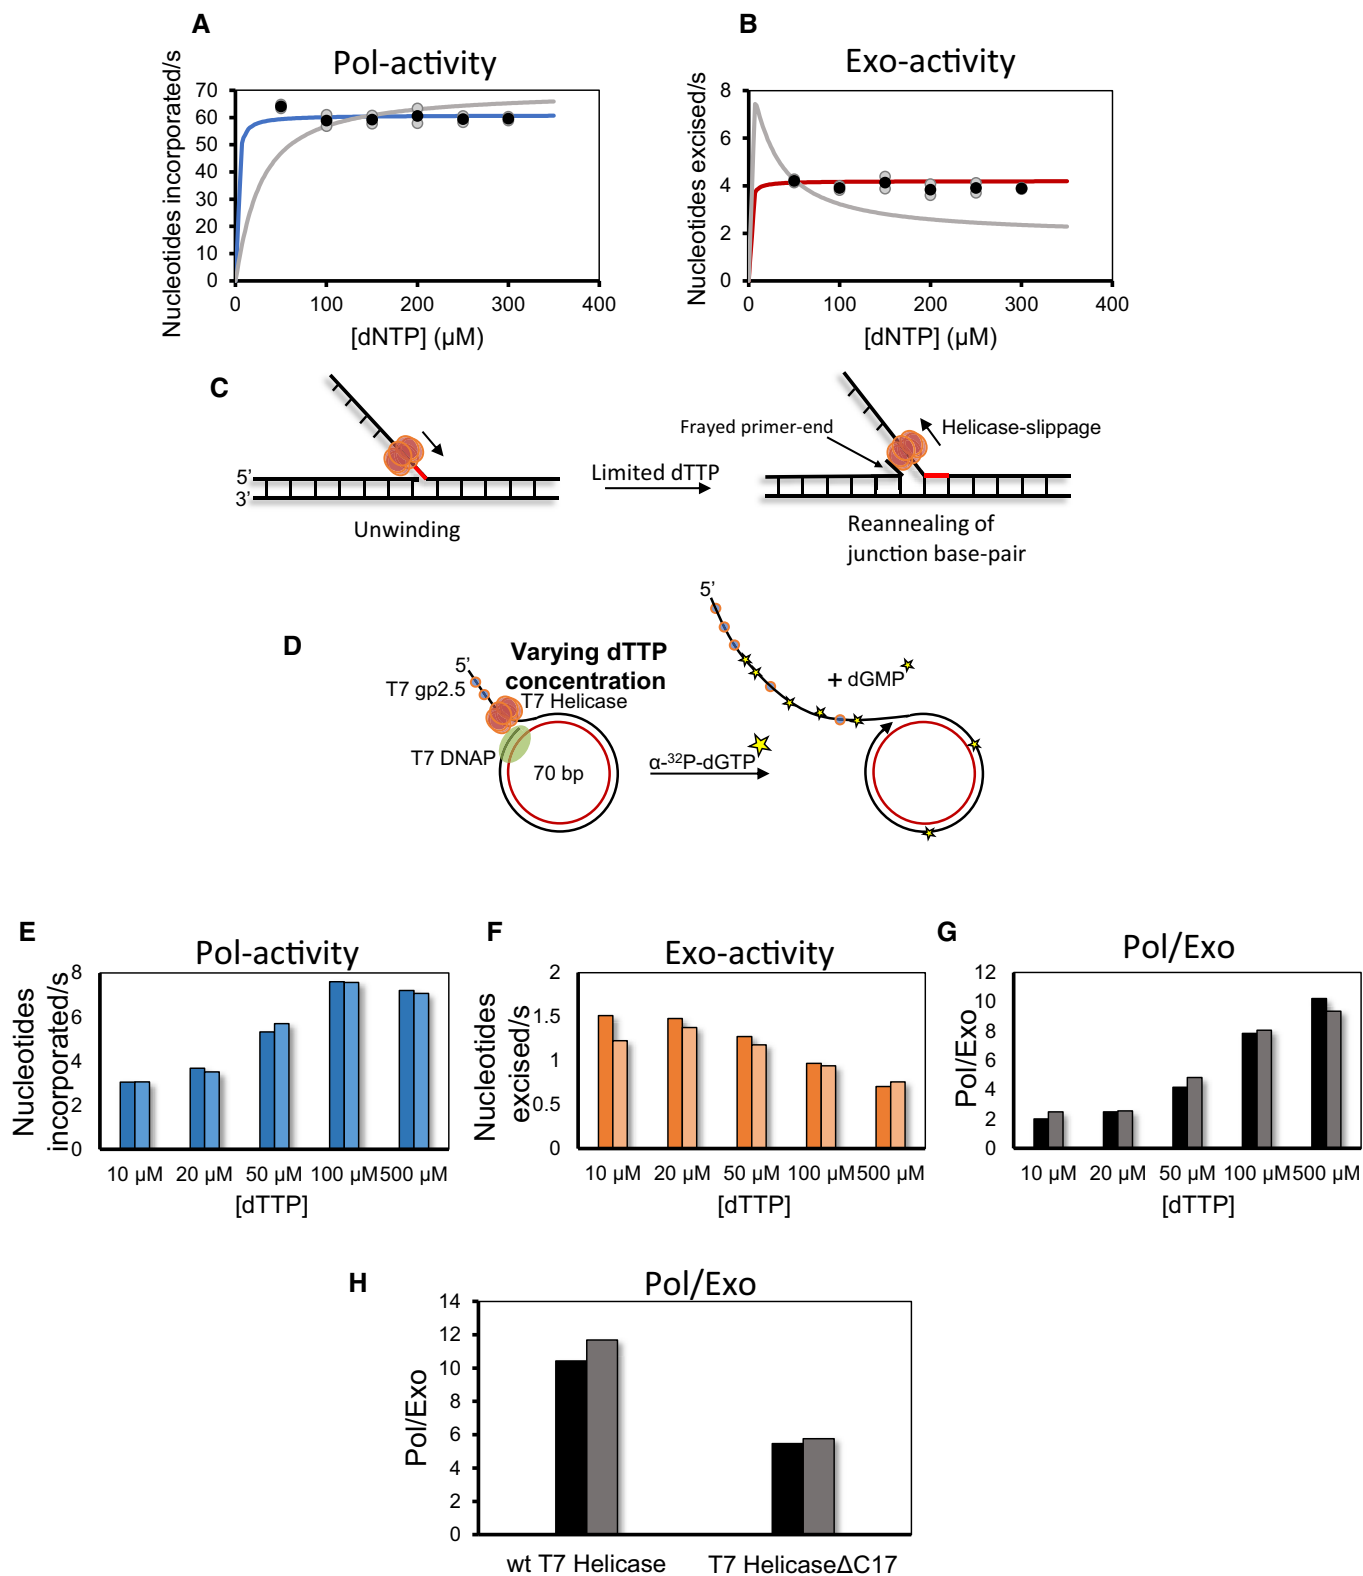 A
Pol-activity
Nucleotides incorporated/s
70
60
50
40
30
20
10
0
0 100 200 300 400
[dNTP] (μM)
B
Exo-activity
Nucleotides excised/s
8
6
4
2
0
0 100 200 300 400
[dNTP] (μM)
C
5'
3'
Unwinding
Limited dTTP
Frayed primer-end
Helicase-slippage
Reannealing of
junction base-pair
D
5'
T7 gp2.5
Varying dTTP
concentration
T7 Helicase
T7 DNAP
70 bp
α-³²P-dGTP
5'
+ dGMP
E
Pol-activity
Nucleotides
incorporated/s
8
6
4
2
0
10 μM 20 μM 50 μM 100 μM 500 μM
[dTTP]
F
Exo-activity
Nucleotides
excised/s
2
1.5
1
0.5
0
10 μM 20 μM 50 μM 100 μM 500 μM
[dTTP]
G
Pol/Exo
Pol/Exo
12
10
8
6
4
2
0
10 μM 20 μM 50 μM 100 μM 500 μM
[dTTP]
H
Pol/Exo
Pol/Exo
14
12
10
8
6
4
2
0
wt T7 Helicase T7 HelicaseΔC17